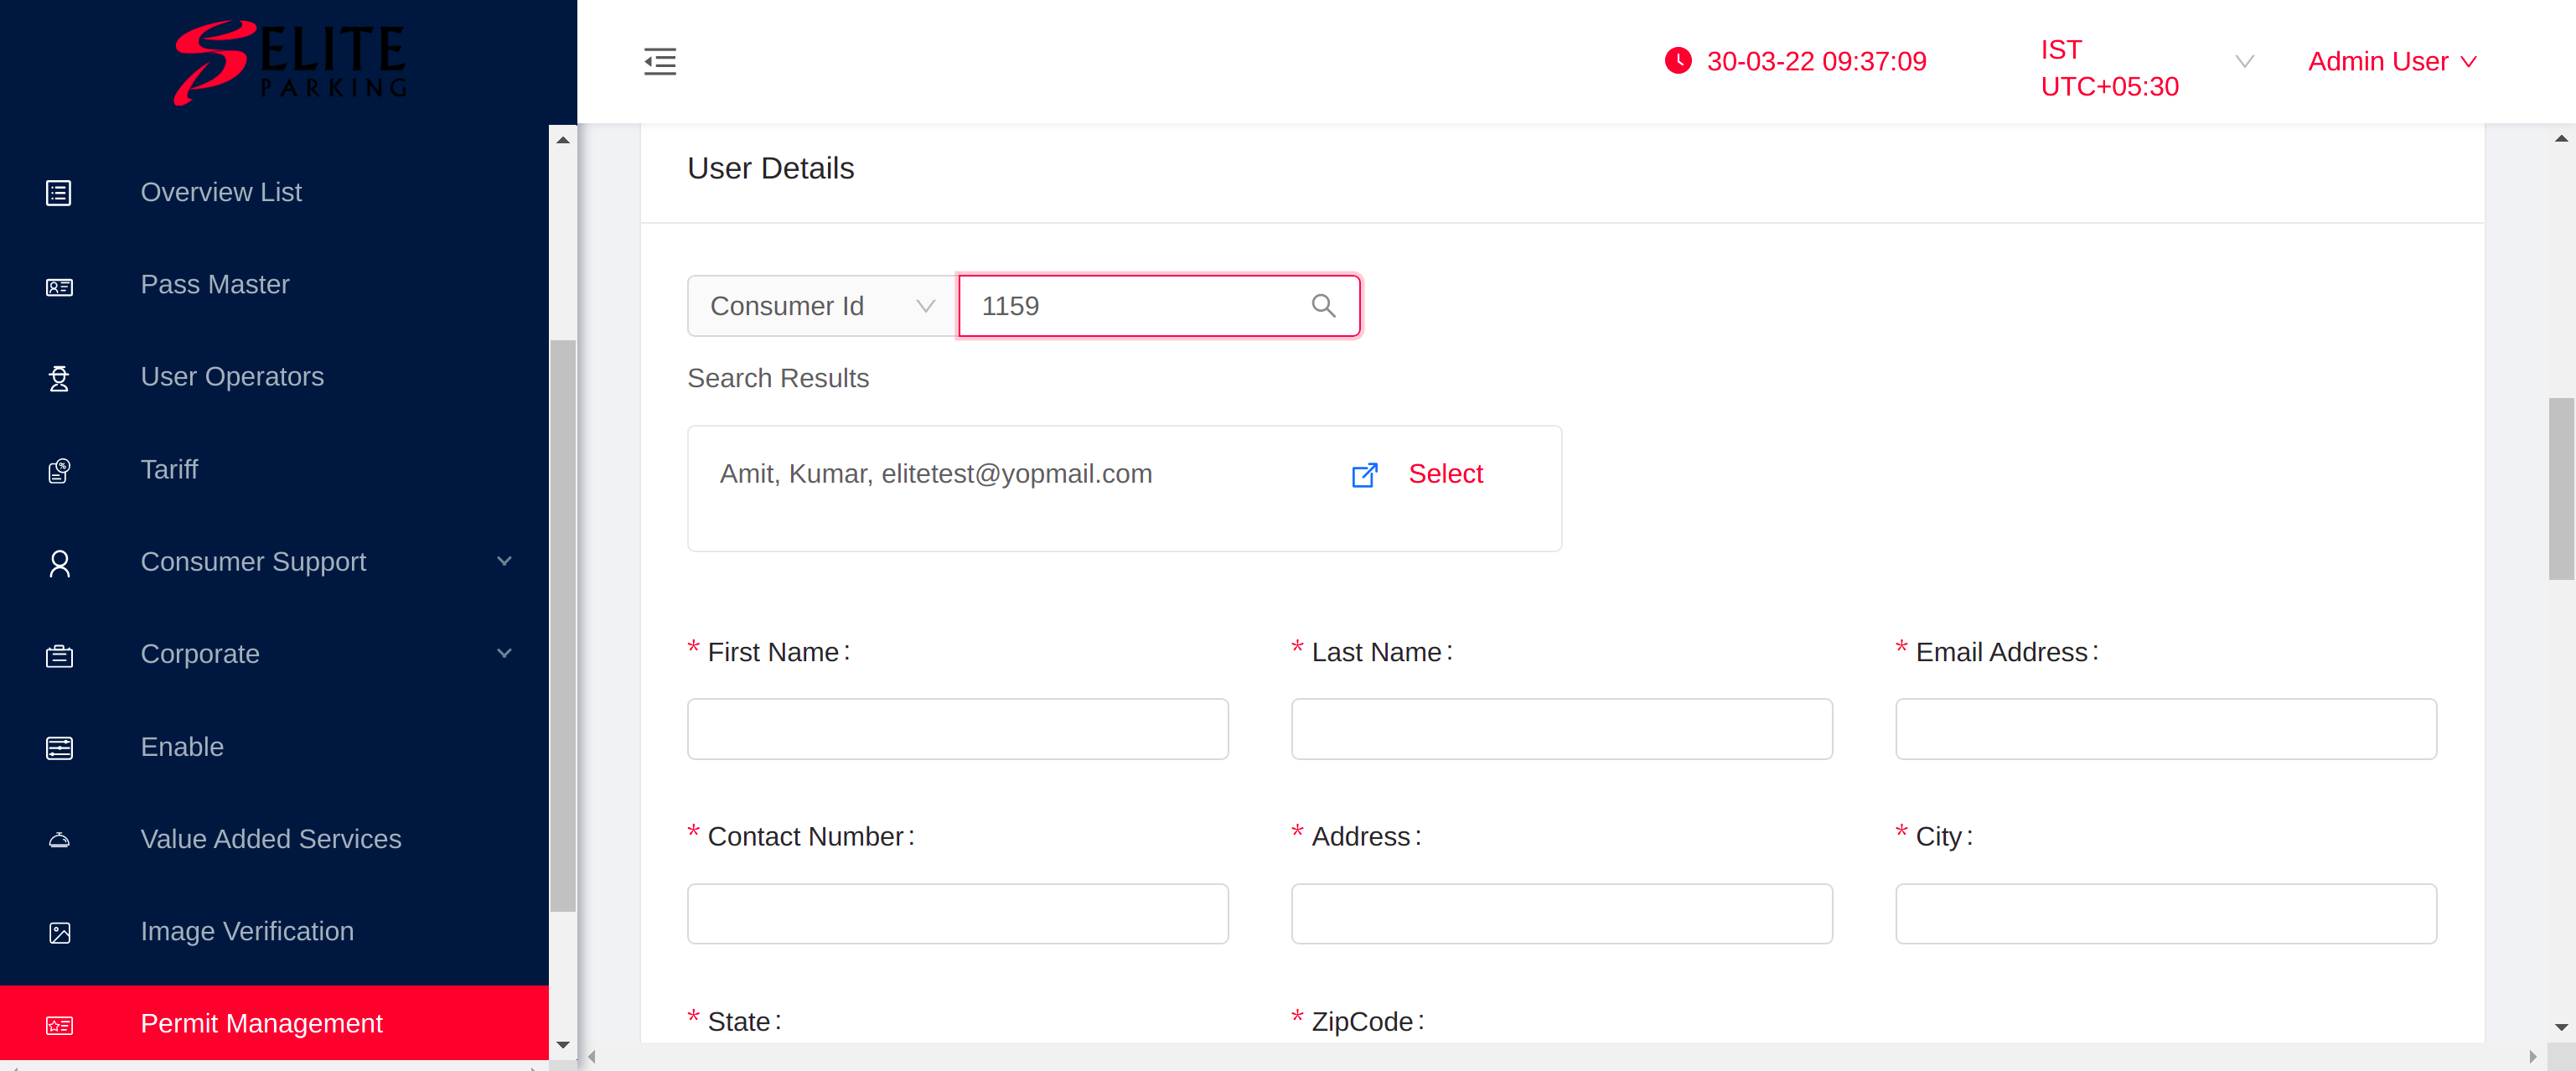 ELITE
PARKING
30-03-22 09:37:09
IST
UTC+05:30
Admin User
Overview List
Pass Master
User Operators
Tariff
Consumer Support
Corporate
Enable
Value Added Services
Image Verification
Permit Management
User Details
Consumer Id
1159
Search Results
Amit, Kumar, elitetest@yopmail.com
Select
* First Name :
* Last Name :
* Email Address :
* Contact Number :
* Address :
* City :
* State :
* ZipCode :